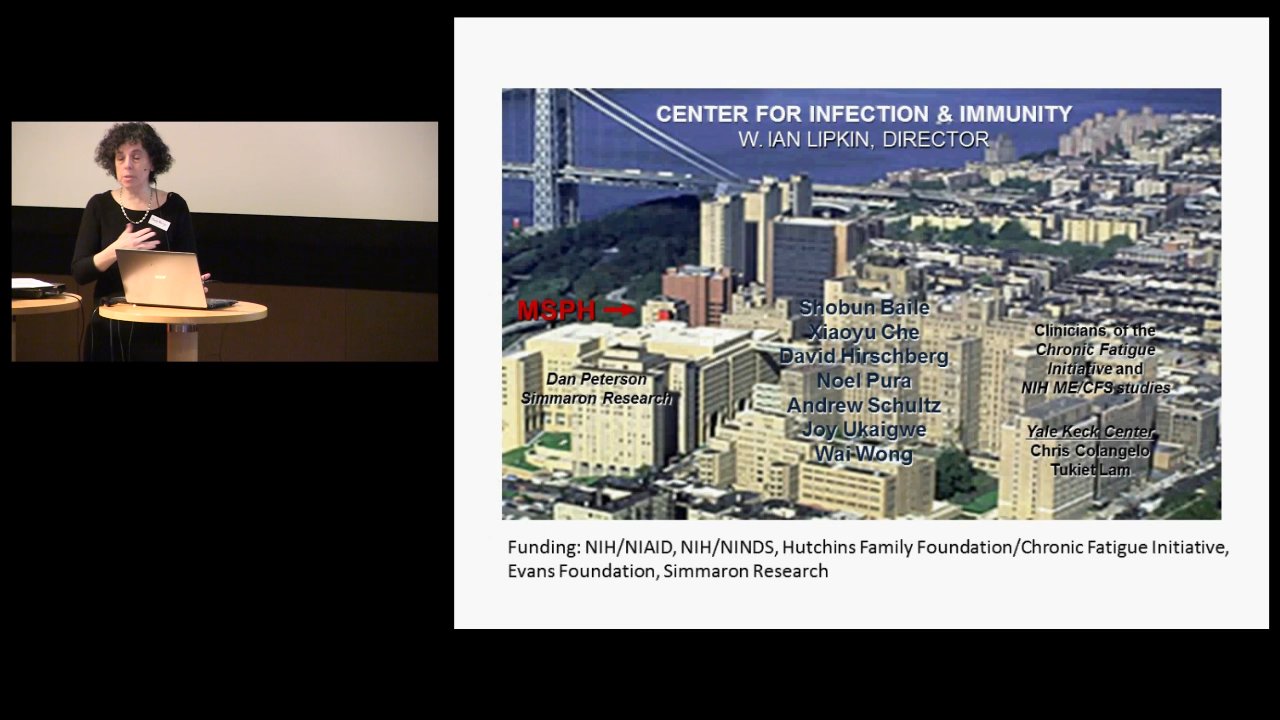 CENTER FOR INFECTION & IMMUNITY
W. IAN LIPKIN, DIRECTOR
MSPH
Dan Peterson
Simmaron Research
Shobun Baile
Xiaoyu Che
David Hirschberg
Noel Pura
Andrew Schultz
Joy Ukaigwe
Wai Wong
Clinicians of the
Chronic Fatigue
Initiative and
NIH ME/CFS studies
Yale Keck Center
Chris Colangelo
Tukiet Lam
Funding: NIH/NIAID, NIH/NINDS, Hutchins Family Foundation/Chronic Fatigue Initiative,
Evans Foundation, Simmaron Research